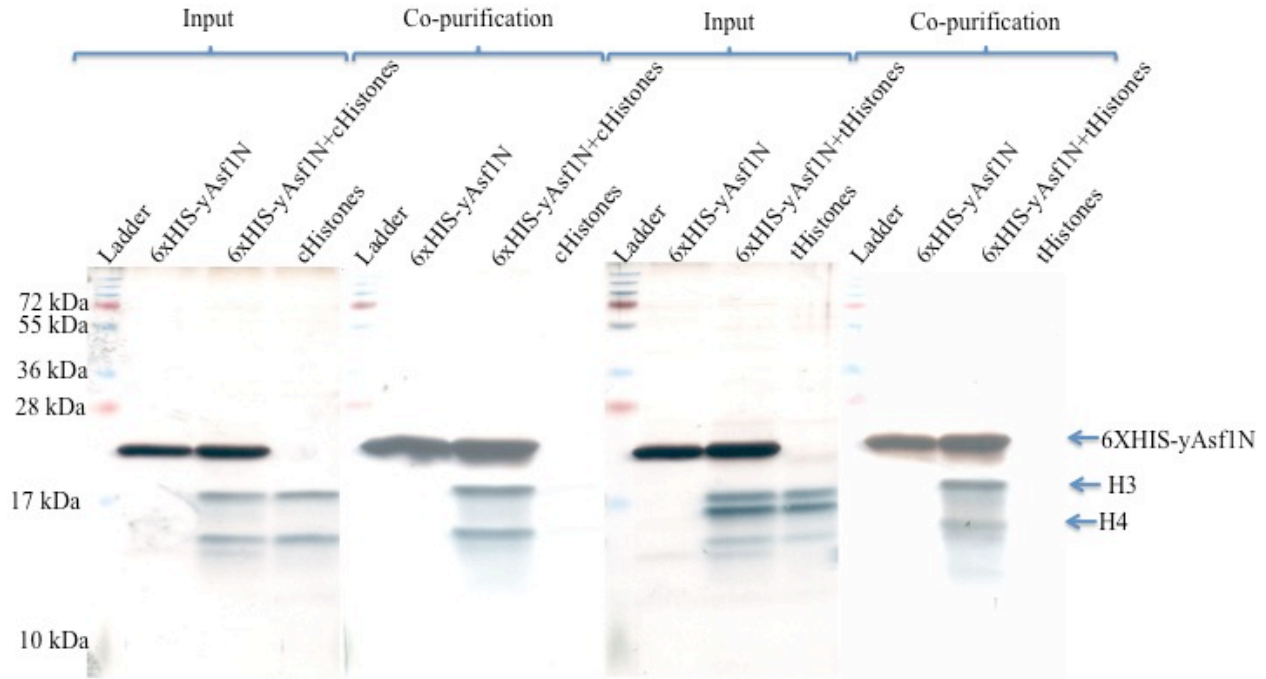 Input
Co-purification
Input
Co-purification
Ladder
6xHIS-yAsf1N
6xHIS-yAsf1N+cHistones
cHistones
Ladder
6xHIS-yAsf1N
6xHIS-yAsf1N+cHistones
cHistones
Ladder
6xHIS-yAsf1N
6xHIS-yAsf1N+tHistones
tHistones
Ladder
6xHIS-yAsf1N
6xHIS-yAsf1N+tHistones
tHistones
72 kDa
55 kDa
36 kDa
28 kDa
17 kDa
10 kDa
6XHIS-yAsf1N
H3
H4